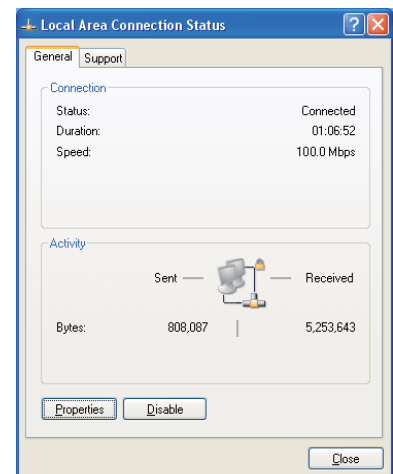 Local Area Connection Status
General Support
Connection
Status: Connected
Duration: 01:06:52
Speed: 100.0 Mbps
Activity
Sent — — Received
Bytes: 808,087 5,253,643
Properties Disable
Close